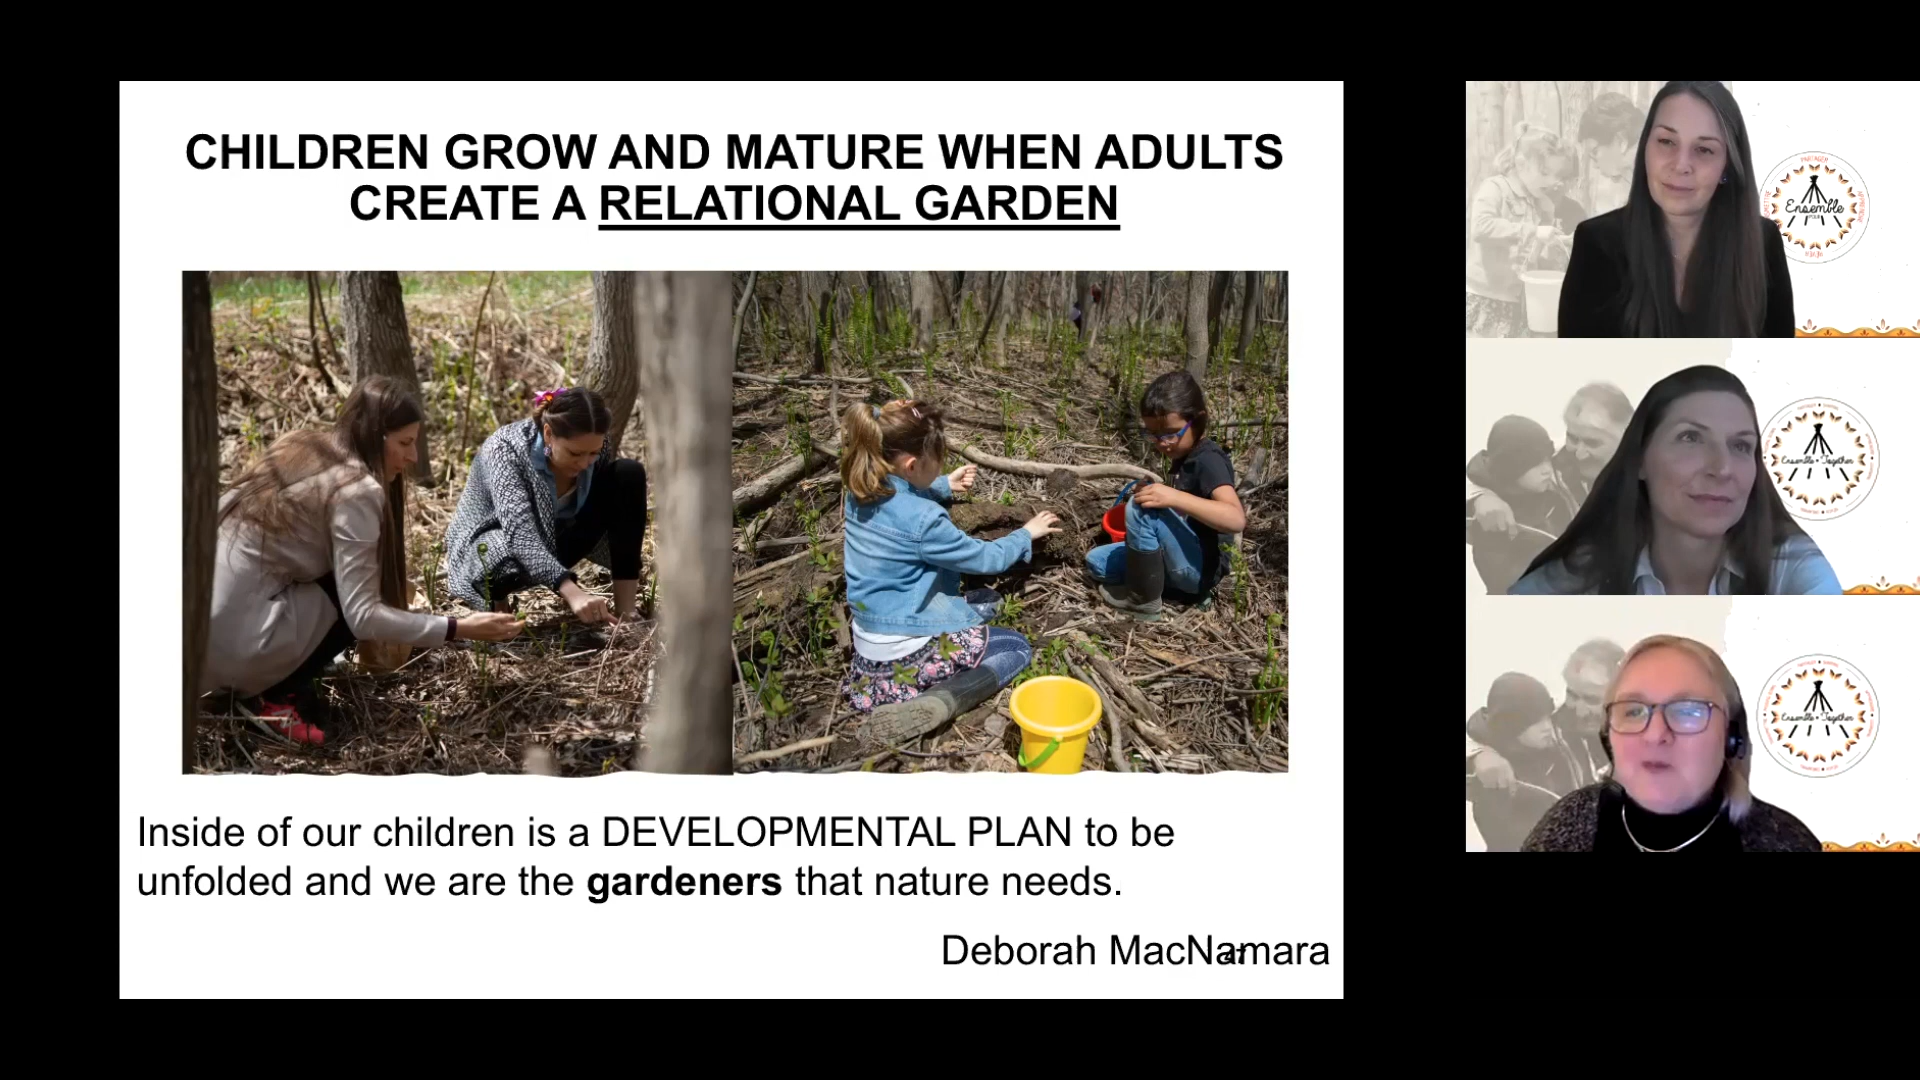 CHILDREN GROW AND MATURE WHEN ADULTS
CREATE A RELATIONAL GARDEN
Inside of our children is a DEVELOPMENTAL PLAN to be
unfolded and we are the gardeners that nature needs.
Deborah MacNamara
PARTAGER
Ensemble
Ensemble • Together
Ensemble • Together